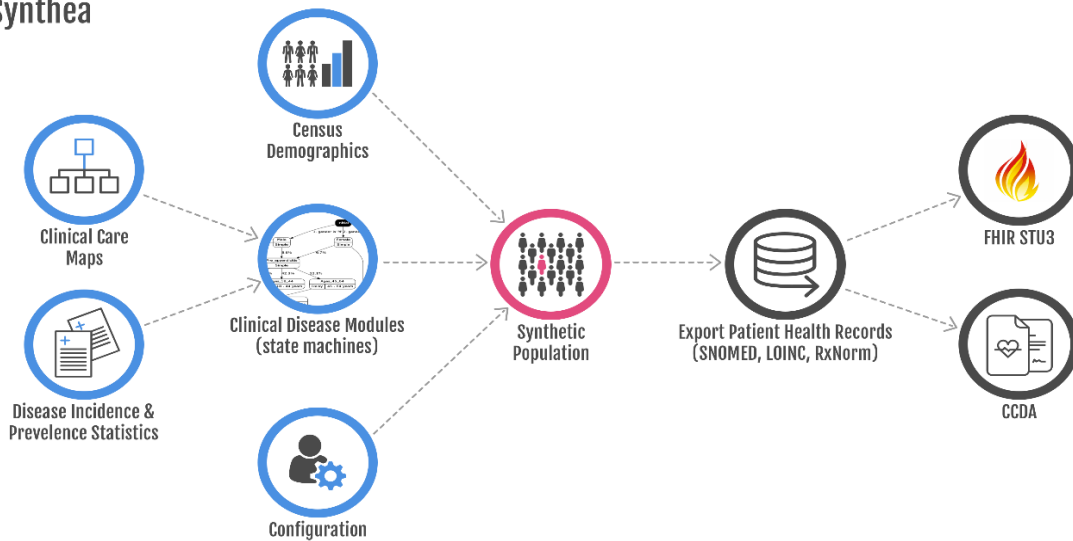 Synthea
Census
Demographics
Clinical Care
Maps
Clinical Disease Modules
(state machines)
Disease Incidence &
Prevelence Statistics
Configuration
Synthetic
Population
Export Patient Health Records
(SNOMED, LOINC, RxNorm)
FHIR STU3
CCDA